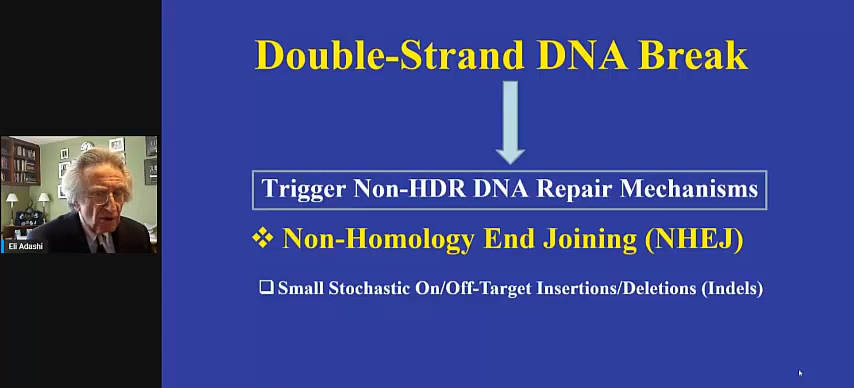 Double-Strand DNA Break
Trigger Non-HDR DNA Repair Mechanisms
❖ Non-Homology End Joining (NHEJ)
❑ Small Stochastic On/Off-Target Insertions/Deletions (Indels)
Eli Adashi